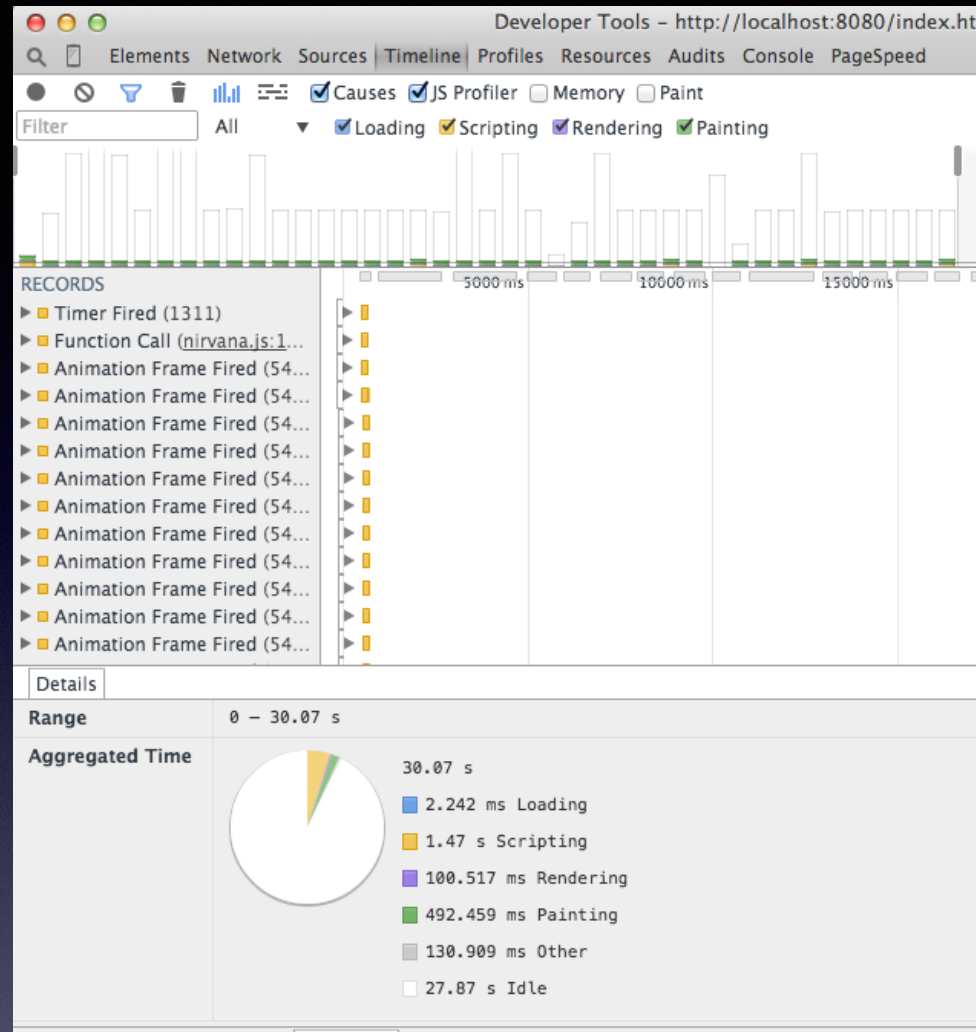 Developer Tools - http://localhost:8080/index.ht
Elements Network Sources Timeline Profiles Resources Audits Console PageSpeed
Causes JS Profiler Memory Paint
Filter All Loading Scripting Rendering Painting
RECORDS 5000 ms 10000 ms 15000 ms
Timer Fired (1311)
Function Call (nirvana.js:1...
Animation Frame Fired (54...
Animation Frame Fired (54...
Animation Frame Fired (54...
Animation Frame Fired (54...
Animation Frame Fired (54...
Animation Frame Fired (54...
Animation Frame Fired (54...
Animation Frame Fired (54...
Animation Frame Fired (54...
Animation Frame Fired (54...
Animation Frame Fired (54...
Details
Range 0 – 30.07 s
Aggregated Time
30.07 s
2.242 ms Loading
1.47 s Scripting
100.517 ms Rendering
492.459 ms Painting
130.909 ms Other
27.87 s Idle